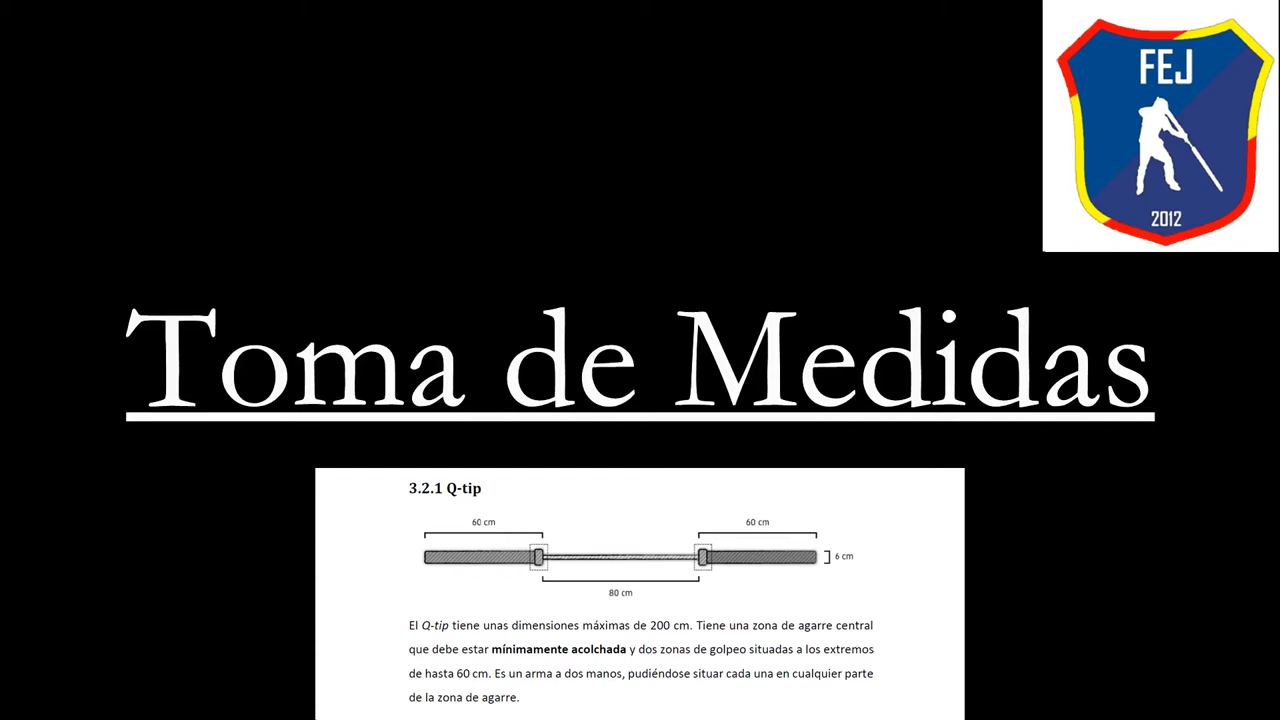 FEJ
2012
Toma de Medidas
3.2.1 Q-tip
60 cm
60 cm
6 cm
80 cm
El Q-tip tiene unas dimensiones máximas de 200 cm. Tiene una zona de agarre central
que debe estar mínimamente acolchada y dos zonas de golpeo situadas a los extremos
de hasta 60 cm. Es un arma a dos manos, pudiéndose situar cada una en cualquier parte
de la zona de agarre.